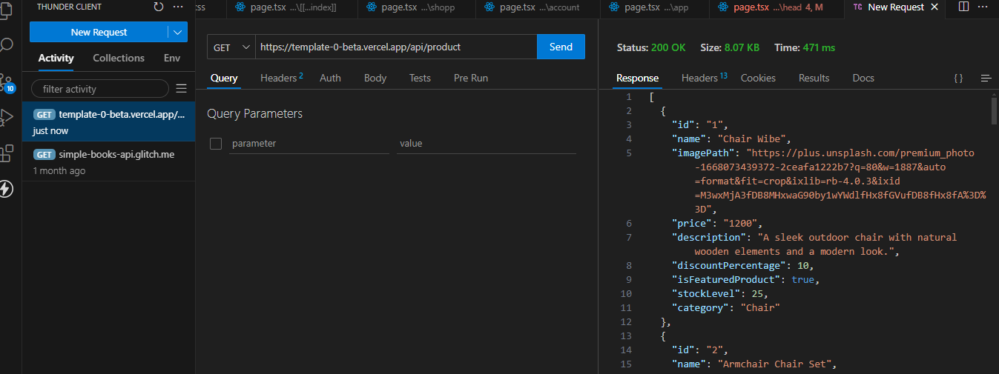 THUNDER CLIENT
css
page.tsx ...\[[...index]]
page.tsx ...\shopp
page.tsx ...\account
page.tsx ...\app
page.tsx ...\head 4, M
TC New Request
New Request
Activity Collections Env
filter activity
GET template-0-beta.vercel.app/...
just now
GET simple-books-api.glitch.me
1 month ago
10
GET https://template-0-beta.vercel.app/api/product Send
Query Headers 2 Auth Body Tests Pre Run
Query Parameters
parameter value
Status: 200 OK Size: 8.07 KB Time: 471 ms
Response Headers 13 Cookies Results Docs { }
1 [
2 {
3 "id": "1",
4 "name": "Chair Wibe",
5 "imagePath": "https://plus.unsplash.com/premium_photo
-1668073439372-2ceafa1222b7?q=80&w=1887&auto
=format&fit=crop&ixlib=rb-4.0.3&ixid
=M3wxMjA3fDB8MHxwaG90by1wYWdlfHx8fGVufDB8fHx8fA%3D%
3D",
6 "price": "1200",
7 "description": "A sleek outdoor chair with natural
wooden elements and a modern look.",
8 "discountPercentage": 10,
9 "isFeaturedProduct": true,
10 "stockLevel": 25,
11 "category": "Chair"
12 },
13 {
14 "id": "2",
15 "name": "Armchair Chair Set",